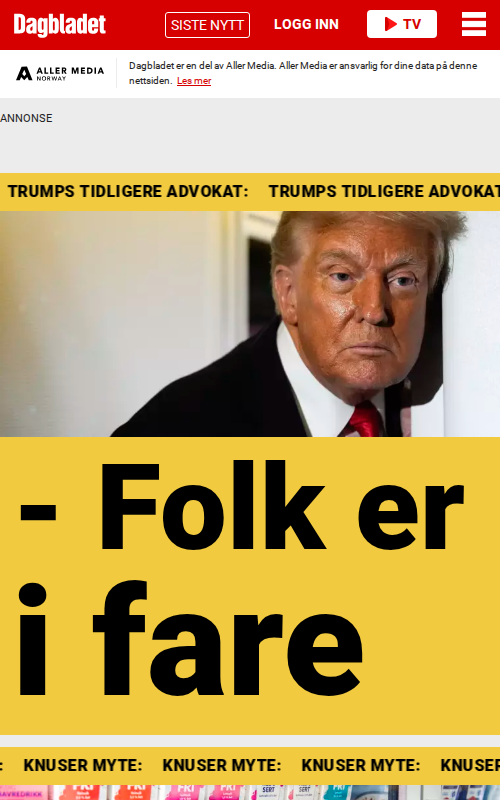 Dagbladet
SISTE NYTT
LOGG INN
TV
ALLER MEDIA
NORWAY
Dagbladet er en del av Aller Media. Aller Media er ansvarlig for dine data på denne
nettsiden. Les mer
ANNONSE
TRUMPS TIDLIGERE ADVOKAT: TRUMPS TIDLIGERE ADVOKAT
- Folk er
i fare
: KNUSER MYTE: KNUSER MYTE: KNUSER MYTE: KNUSER